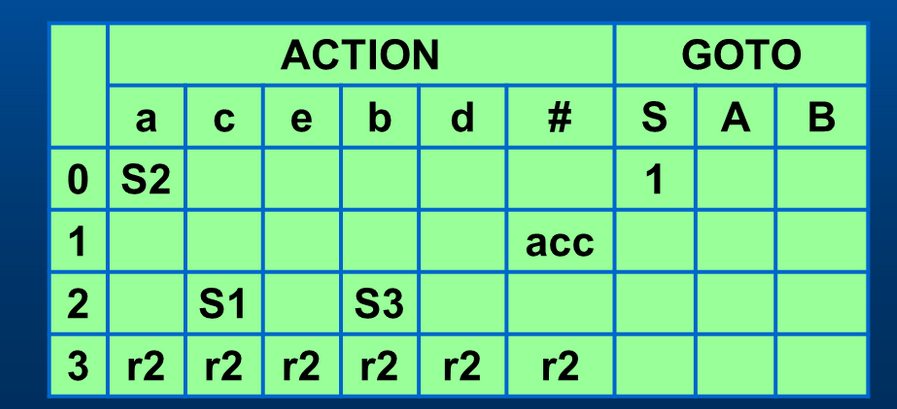 ACTION GOTO
a c e b d # S A B
0 S2 1
1 acc
2 S1 S3
3 r2 r2 r2 r2 r2 r2